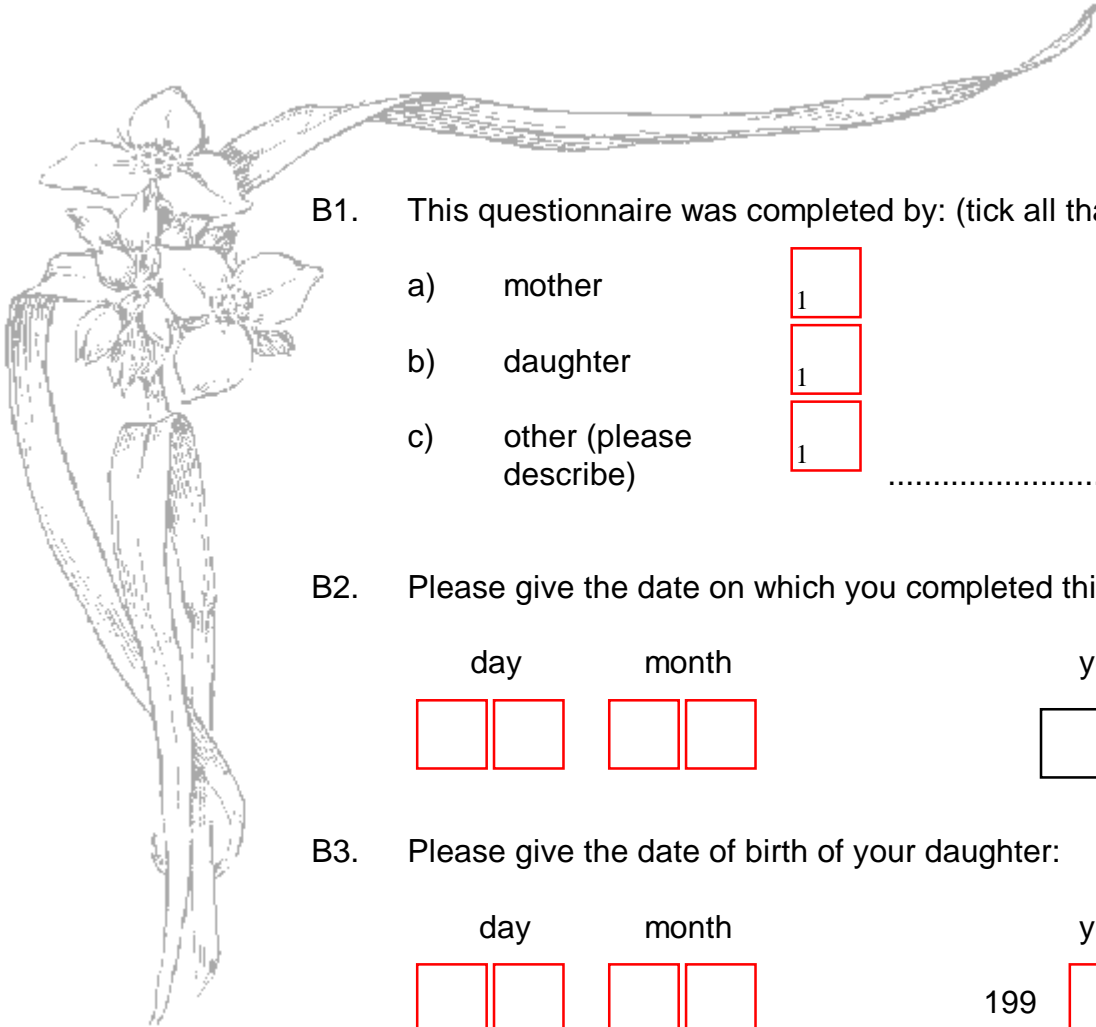 B1. This questionnaire was completed by: (tick all tha
a) mother 1
b) daughter 1
c) other (please
describe) 1 ........................
B2. Please give the date on which you completed thi
day month y
B3. Please give the date of birth of your daughter:
day month y
199